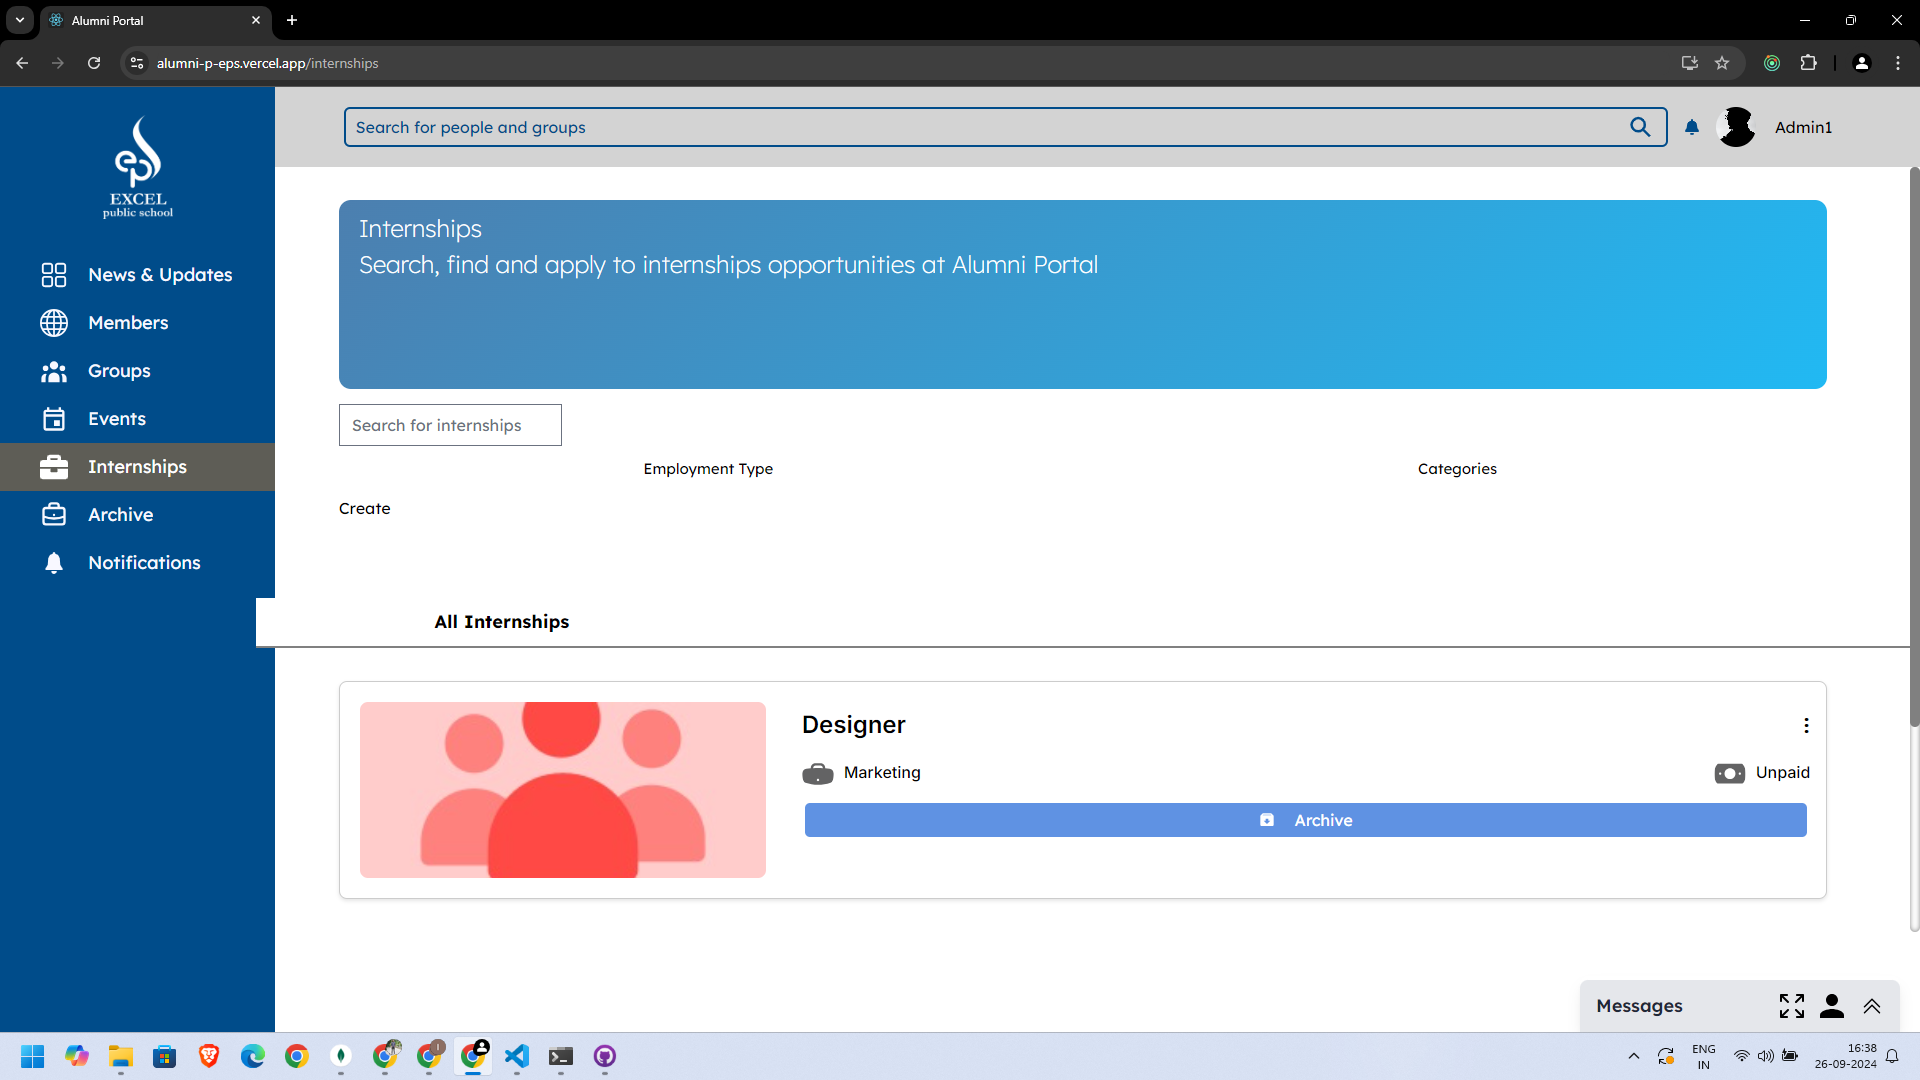 Alumni Portal
alumni-p-eps.vercel.app/internships
Search for people and groups
Admin1
eps
EXCEL
public school
News & Updates
Members
Groups
Events
Internships
Archive
Notifications
Internships
Search, find and apply to internships opportunities at Alumni Portal
Search for internships
Employment Type
Categories
Create
All Internships
Designer
Marketing
Unpaid
Archive
Messages
ENG
IN
16:38
26-09-2024